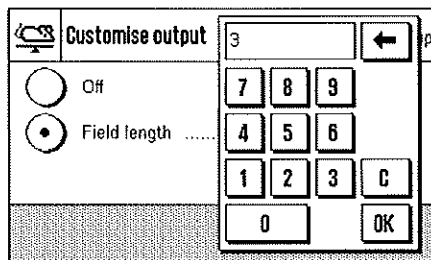 Customise output
3
Off
Field length ......
7 8 9
4 5 6
1 2 3 C
0 OK